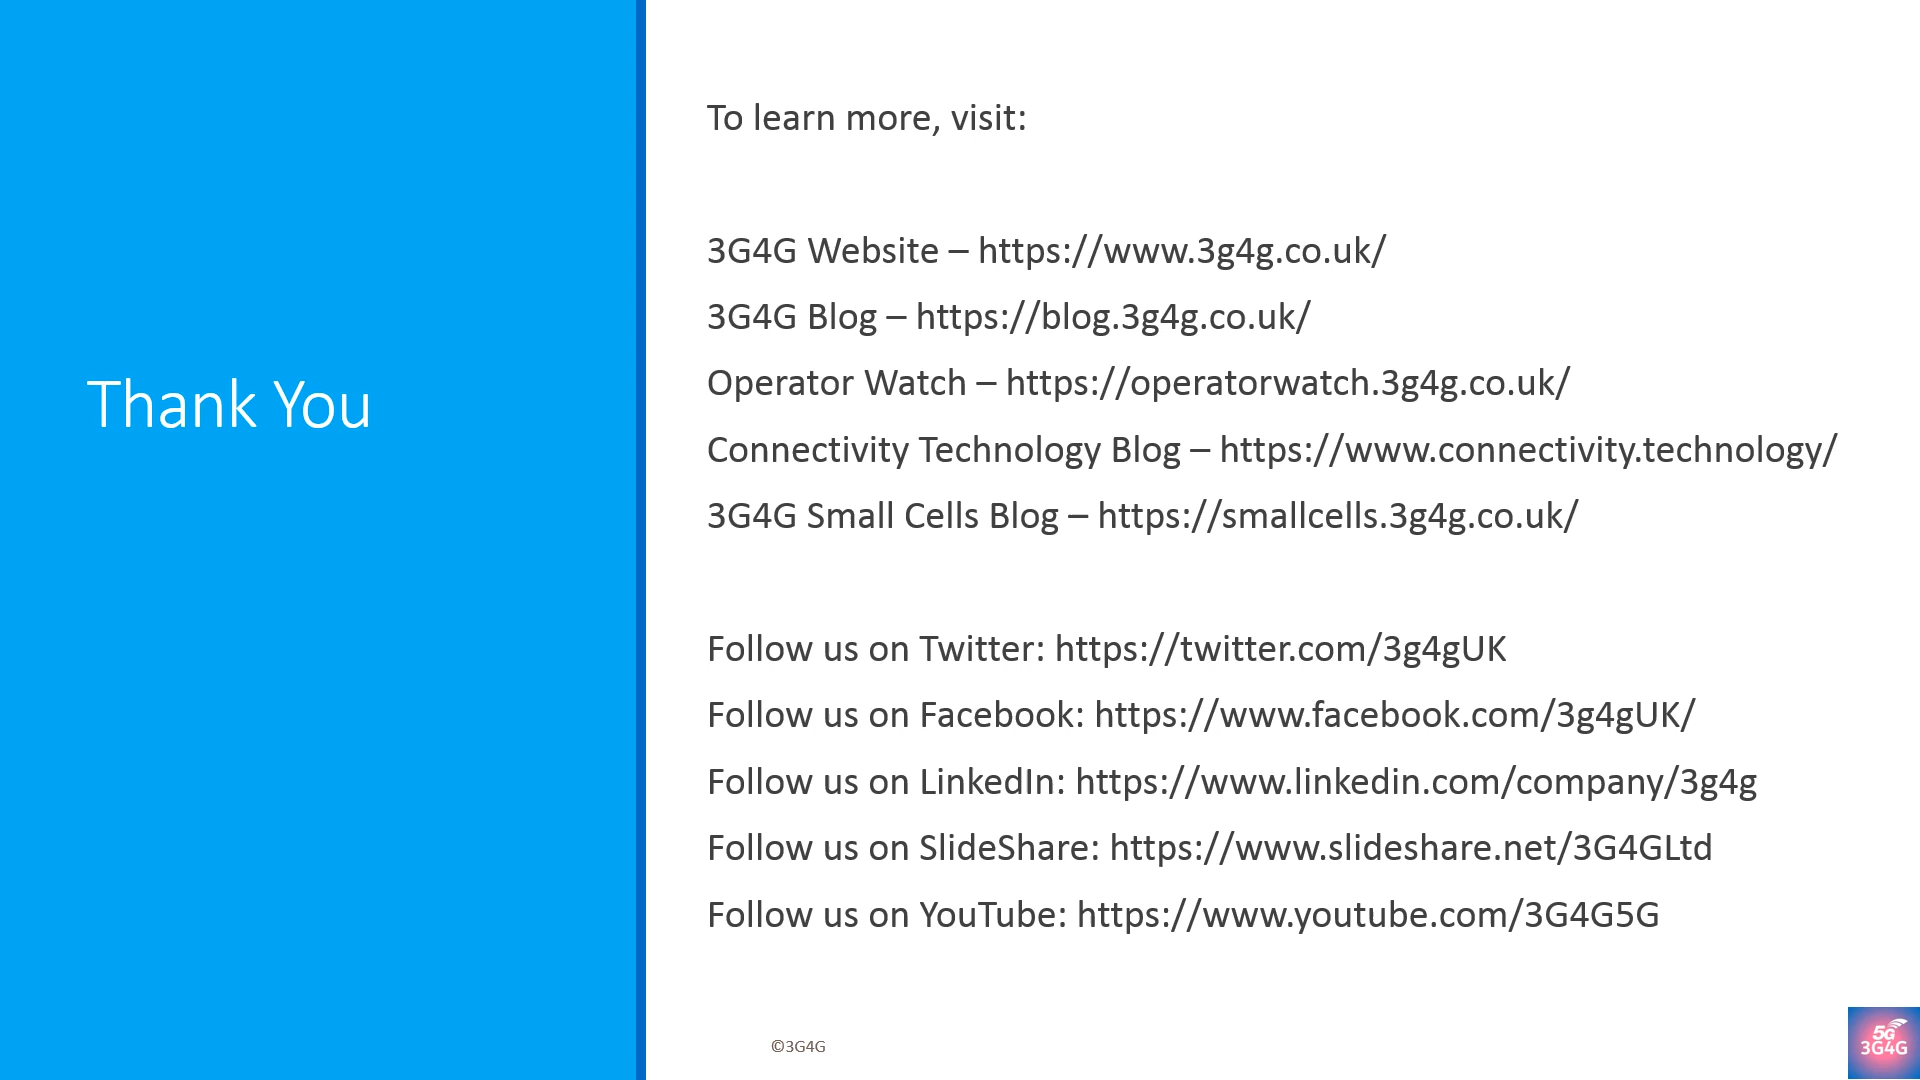 Thank You
To learn more, visit:
3G4G Website – https://www.3g4g.co.uk/
3G4G Blog – https://blog.3g4g.co.uk/
Operator Watch – https://operatorwatch.3g4g.co.uk/
Connectivity Technology Blog – https://www.connectivity.technology/
3G4G Small Cells Blog – https://smallcells.3g4g.co.uk/
Follow us on Twitter: https://twitter.com/3g4gUK
Follow us on Facebook: https://www.facebook.com/3g4gUK/
Follow us on LinkedIn: https://www.linkedin.com/company/3g4g
Follow us on SlideShare: https://www.slideshare.net/3G4GLtd
Follow us on YouTube: https://www.youtube.com/3G4G5G
©3G4G
5G
3G4G